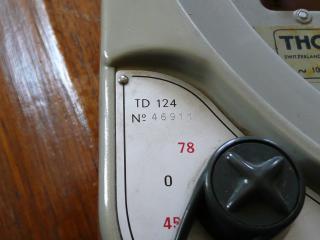 TD 124
Nº 46911
78
0
45
THO
SWITZERLAND